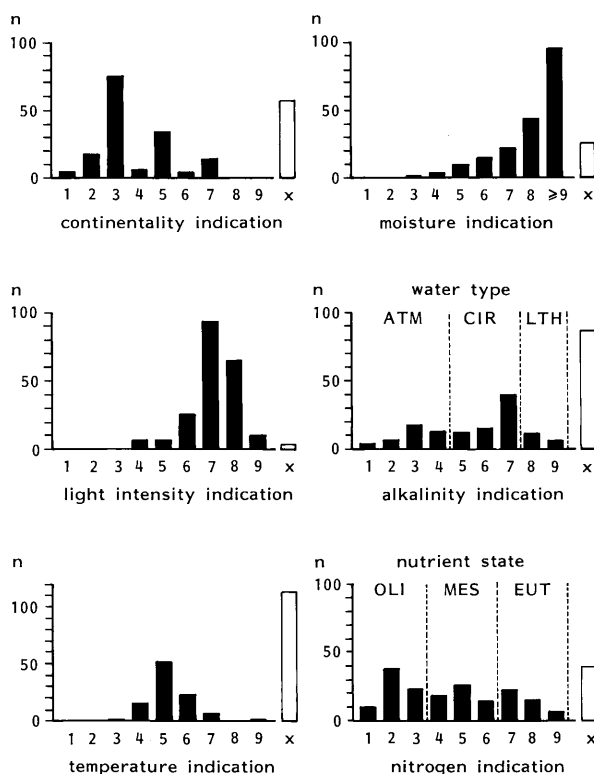 n
100
50
0
1 2 3 4 5 6 7 8 9 x
continentality indication
n
100
50
0
1 2 3 4 5 6 7 8 ⩾9 x
moisture indication
n
100
50
0
1 2 3 4 5 6 7 8 9 x
light intensity indication
n
water type
100
ATM CIR LTH
50
0
1 2 3 4 5 6 7 8 9 x
alkalinity indication
n
100
50
0
1 2 3 4 5 6 7 8 9 x
temperature indication
n
nutrient state
100
OLI MES EUT
50
0
1 2 3 4 5 6 7 8 9 x
nitrogen indication